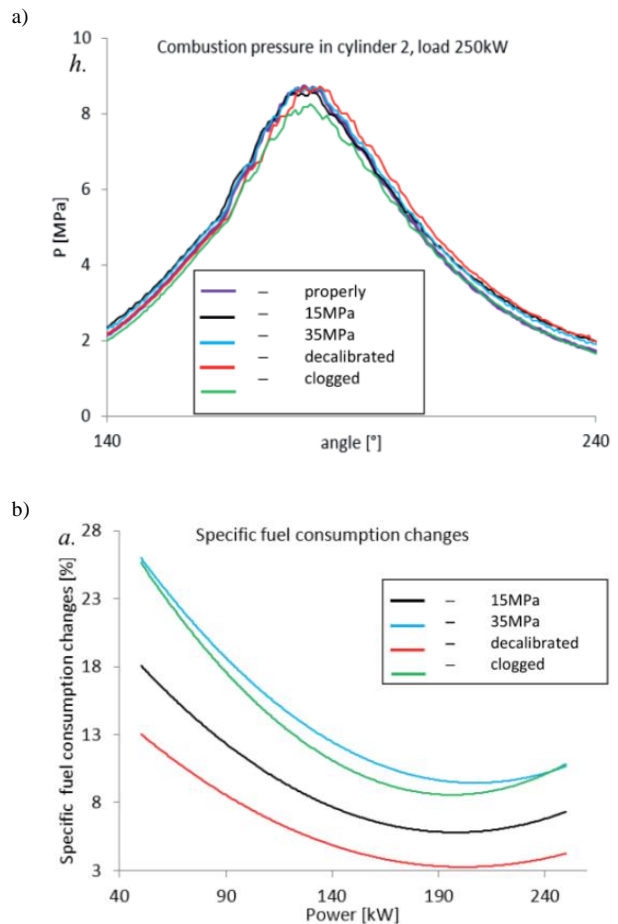 a)
Combustion pressure in cylinder 2, load 250kW
h.
P [MPa]
10
8
6
4
2
0
– properly
– 15MPa
– 35MPa
– decalibrated
– clogged
–
140
angle [°]
240
b)
Specific fuel consumption changes
a.
Specific fuel consumption changes [%]
28
23
18
13
8
3
– 15MPa
– 35MPa
– decalibrated
– clogged
40
90
140
190
240
Power [kW]